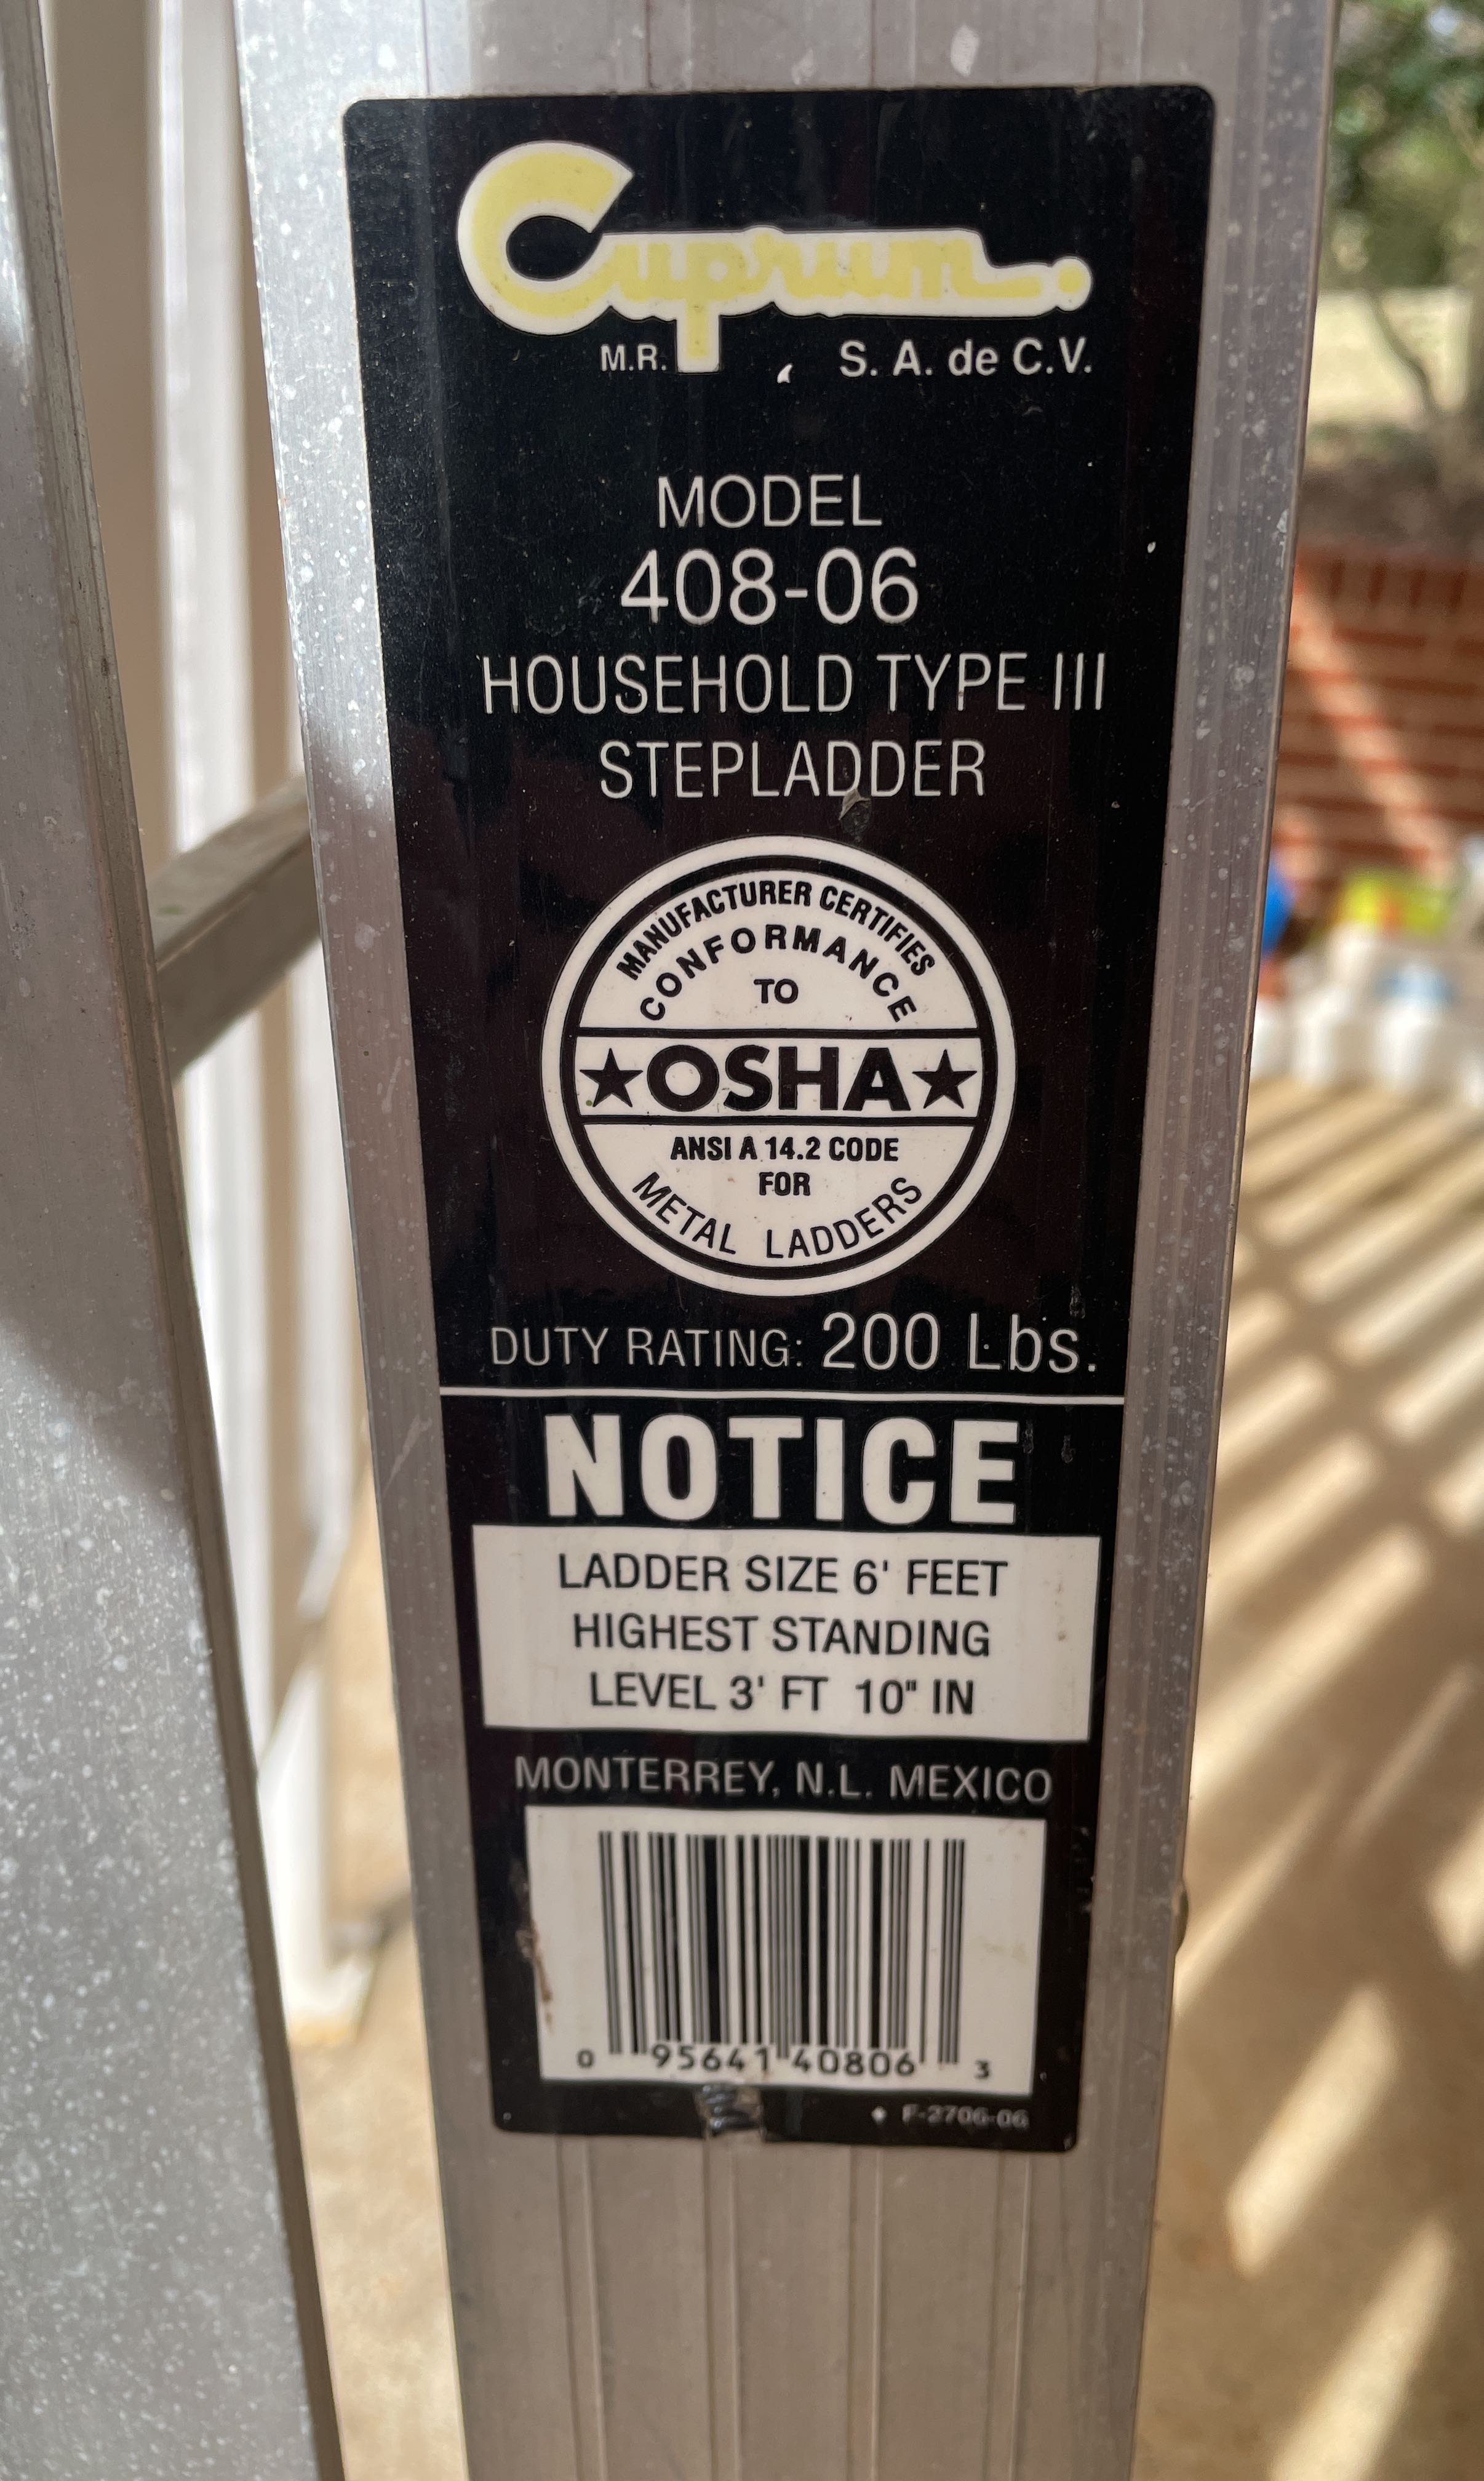 Cuprum.
M.R. S. A. de C.V.
MODEL
408-06
HOUSEHOLD TYPE III
STEPLADDER
MANUFACTURER CERTIFIES
CONFORMANCE
TO
★OSHA★
ANSI A 14.2 CODE
FOR
METAL LADDERS
DUTY RATING: 200 Lbs.
NOTICE
LADDER SIZE 6' FEET
HIGHEST STANDING
LEVEL 3' FT 10" IN
MONTERREY, N.L. MEXICO
0 95641 40806 3
F-2706-06